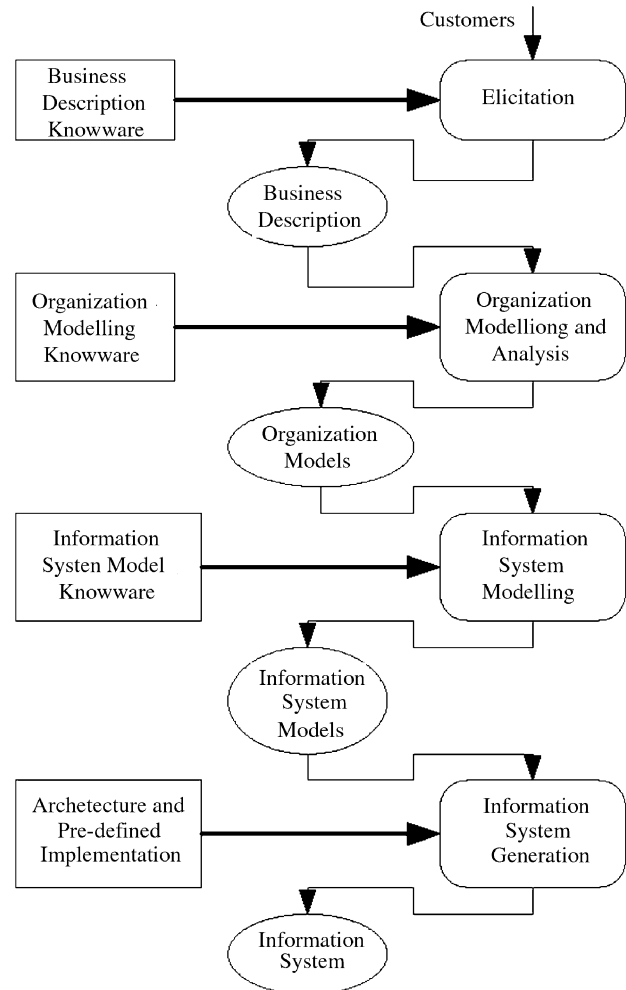 Customers
Business
Description
Knowware
Elicitation
Business
Description
Organization
Modelling
Knowware
Organization
Modelliong and
Analysis
Organization
Models
Information
Systen Model
Knowware
Information
System
Modelling
Information
System
Models
Archetecture and
Pre-defined
Implementation
Information
System
Generation
Information
System